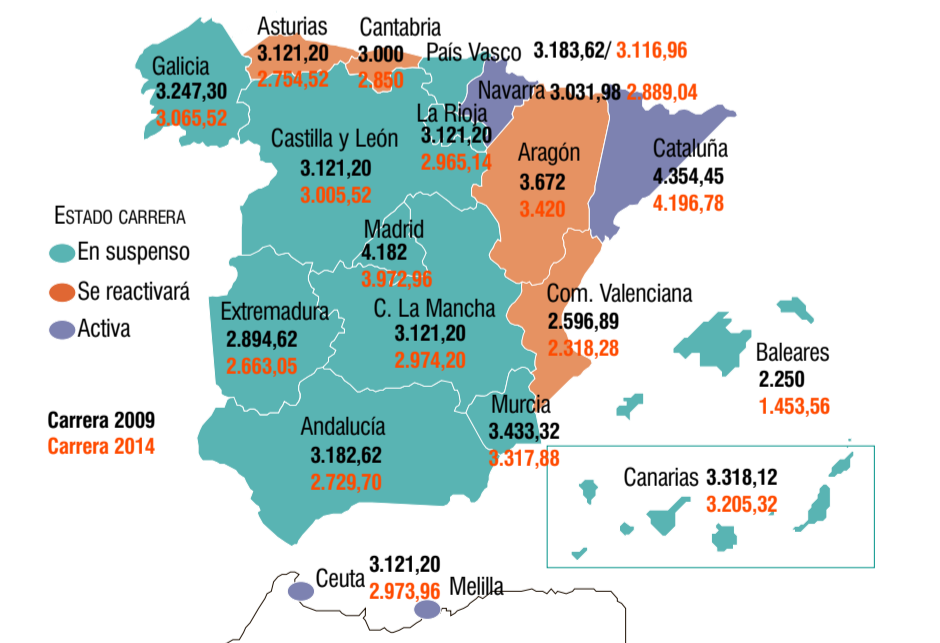 Asturias
3.121,20
2.754,52
Cantabria
3.000
2.850
País Vasco 3.183,62/ 3.116,96
Galicia
3.247,30
3.065,52
Navarra 3.031,98 2.889,04
La Rioja
3.121,20
2.965,14
Castilla y León
3.121,20
3.005,52
Aragón
3.672
3.420
Cataluña
4.354,45
4.196,78
ESTADO CARRERA
En suspenso
Se reactivará
Activa
Madrid
4.182
3.972,96
Extremadura
2.894,62
2.663,05
C. La Mancha
3.121,20
2.974,20
Com. Valenciana
2.596,89
2.318,28
Baleares
2.250
1.453,56
Carrera 2009
Carrera 2014
Andalucía
3.182,62
2.729,70
Murcia
3.433,32
3.317,88
Canarias 3.318,12
3.205,32
Ceuta
3.121,20
2.973,96
Melilla